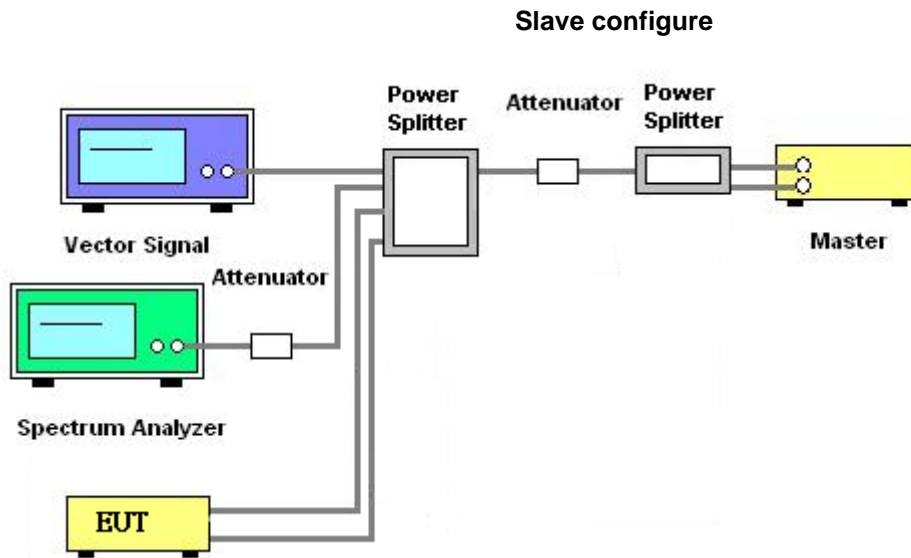 Slave configure
Power
Splitter
Attenuator
Power
Splitter
Vector Signal
Master
Attenuator
Spectrum Analyzer
EUT